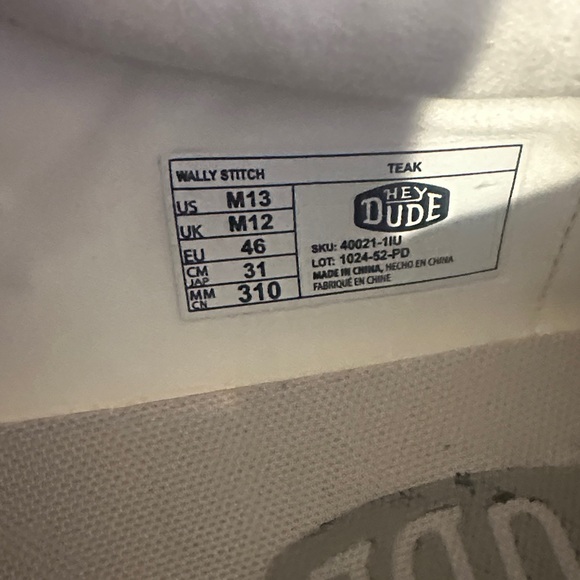 WALLY STITCH TEAK
US M13
UK M12
EU 46
CM JAP 31
MM CN 310
HEY DUDE
SKU: 40021-1IU
LOT: 1024-52-PD
MADE IN CHINA, HECHO EN CHINA
FABRIQUÉ EN CHINE